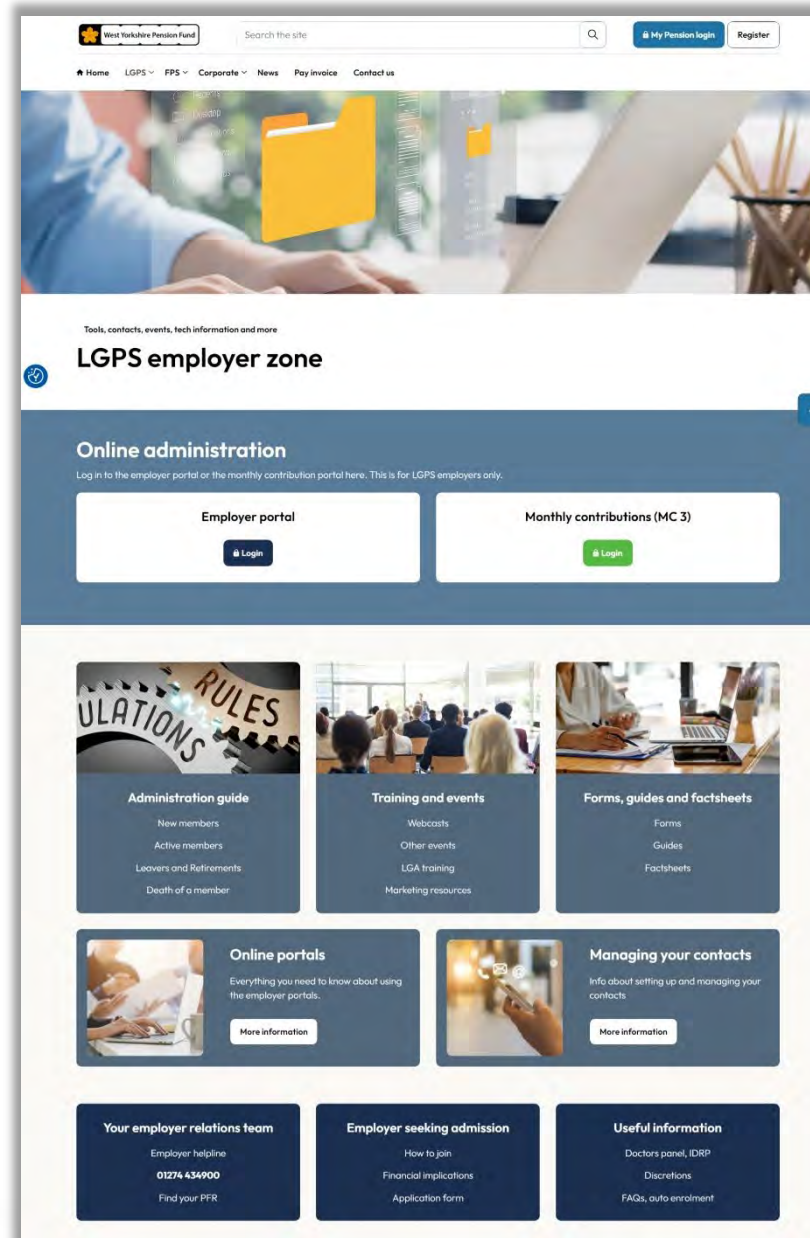 West Yorkshire Pension Fund
Search the site
My Pension login
Register
Home LGPS FPS Corporate News Pay invoice Contact us
Tools, contacts, events, tech information and more
LGPS employer zone
Online administration
Log in to the employer portal or the monthly contribution portal here. This is for LGPS employers only.
Employer portal
Login
Monthly contributions (MC 3)
Login
RULES
ULATIONS
Administration guide
New members
Active members
Leavers and Retirements
Death of a member
Training and events
Webcasts
Other events
LGA training
Marketing resources
Forms, guides and factsheets
Forms
Guides
Factsheets
Online portals
Everything you need to know about using
the employer portals.
More information
Managing your contacts
Info about setting up and managing your
contacts
More information
Your employer relations team
Employer helpline
01274 434900
Find your PFR
Employer seeking admission
How to join
Financial implications
Application form
Useful information
Doctors panel, IDRP
Discretions
FAQs, auto enrolment